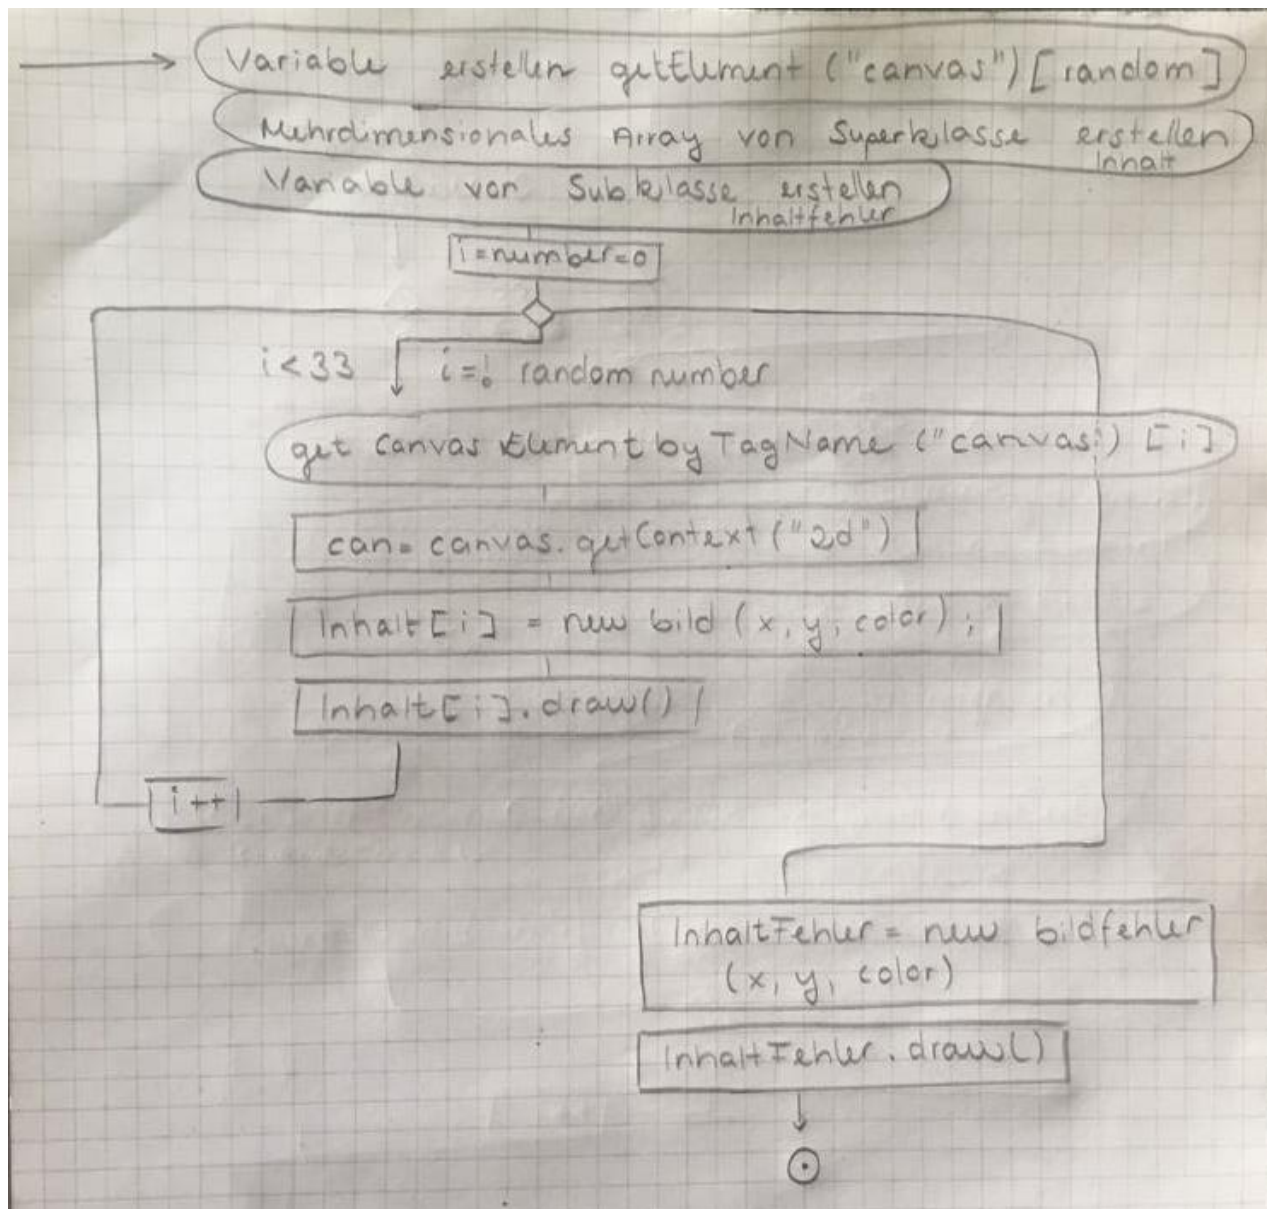 Variable erstellen getElement ("canvas")[random]
Mehrdimensionales Array von Superklasse erstellen
Inhalt
Variable von Subklasse erstellen
Inhaltfehler
i=number=0
i<33 i=! random number
get Canvas Element by TagName ("canvas") [i]
can= canvas.getContext("2d")
Inhalt[i] = new bild (x, y, color);
Inhalt[i].draw()
i++
InhaltFehler = new bildfehler
(x, y, color)
InhaltFehler.draw()